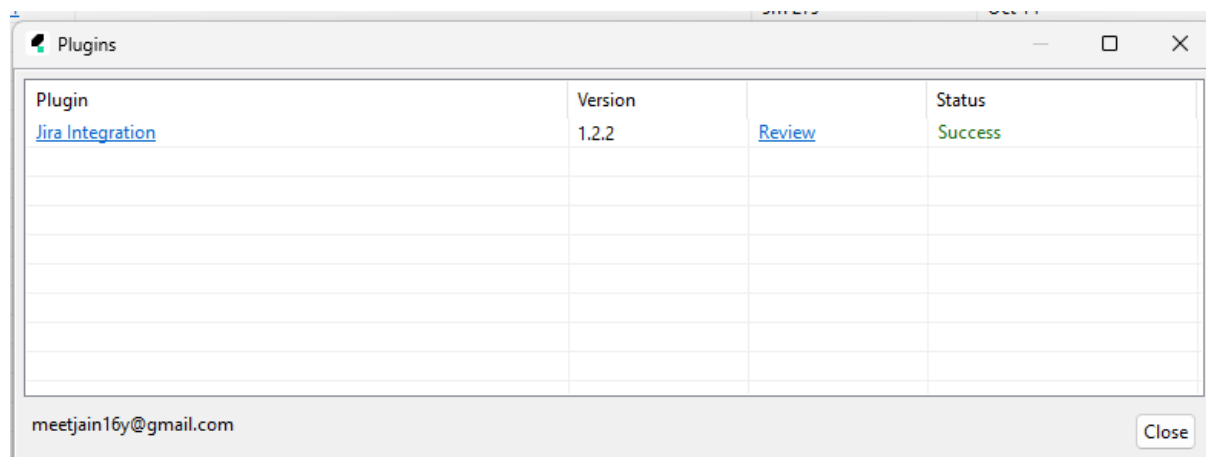 Plugins
Plugin Version Status
Jira Integration 1.2.2 Review Success
meetjain16y@gmail.com
Close